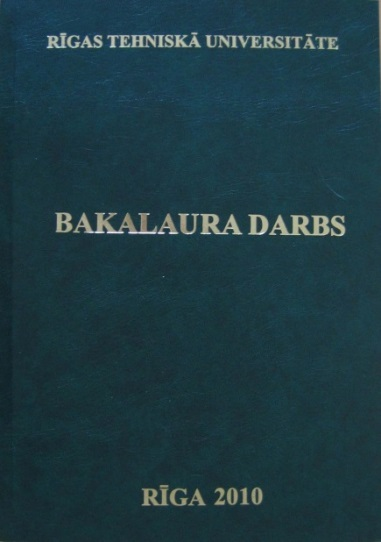 RĪGAS TEHNISKĀ UNIVERSITĀTE
BAKALAURA DARBS
RĪGA 2010